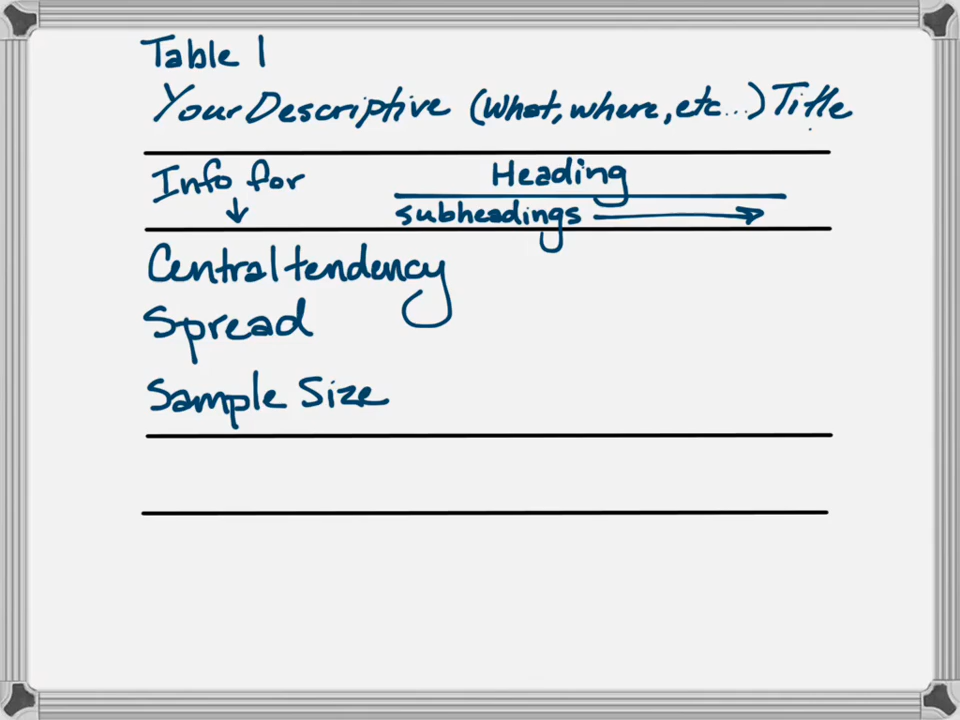 Table 1
Your Descriptive (What, where, etc...) Title
Info for Heading
subheadings
Central tendency
Spread
Sample Size